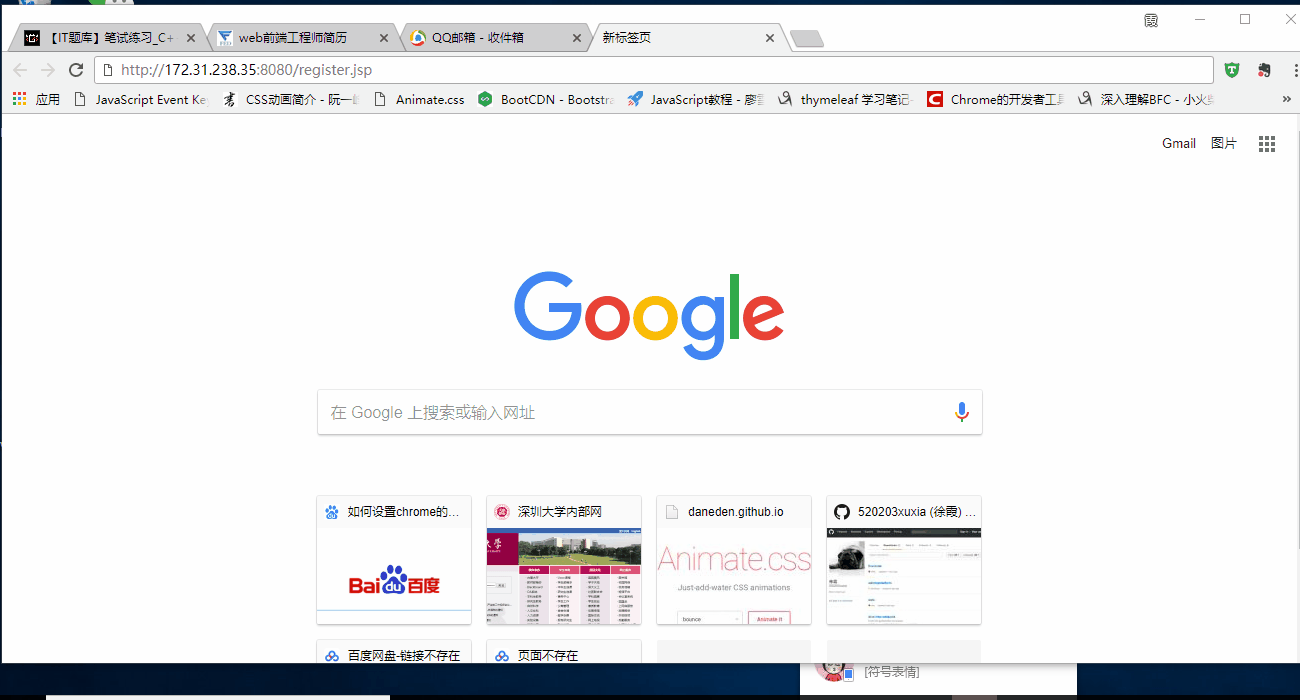 【IT题库】笔试练习_C+
web前端工程师简历
QQ邮箱 - 收件箱
新标签页
霞
http://172.31.238.35:8080/register.jsp
应用
JavaScript Event Ke
CSS动画简介 - 阮一
Animate.css
BootCDN - Bootstra
JavaScript教程 - 廖雪
thymeleaf 学习笔记-
Chrome的开发者工具
深入理解BFC - 小火
»
Gmail
图片
Google
在 Google 上搜索或输入网址
如何设置chrome的...
深圳大学内部网
daneden.github.io
520203xuxia (徐霞) ...
Bai du 百度
Animate.css
Just-add-water CSS animations
bounce
Animate it
百度网盘-链接不存在
页面不存在
[符号表情]